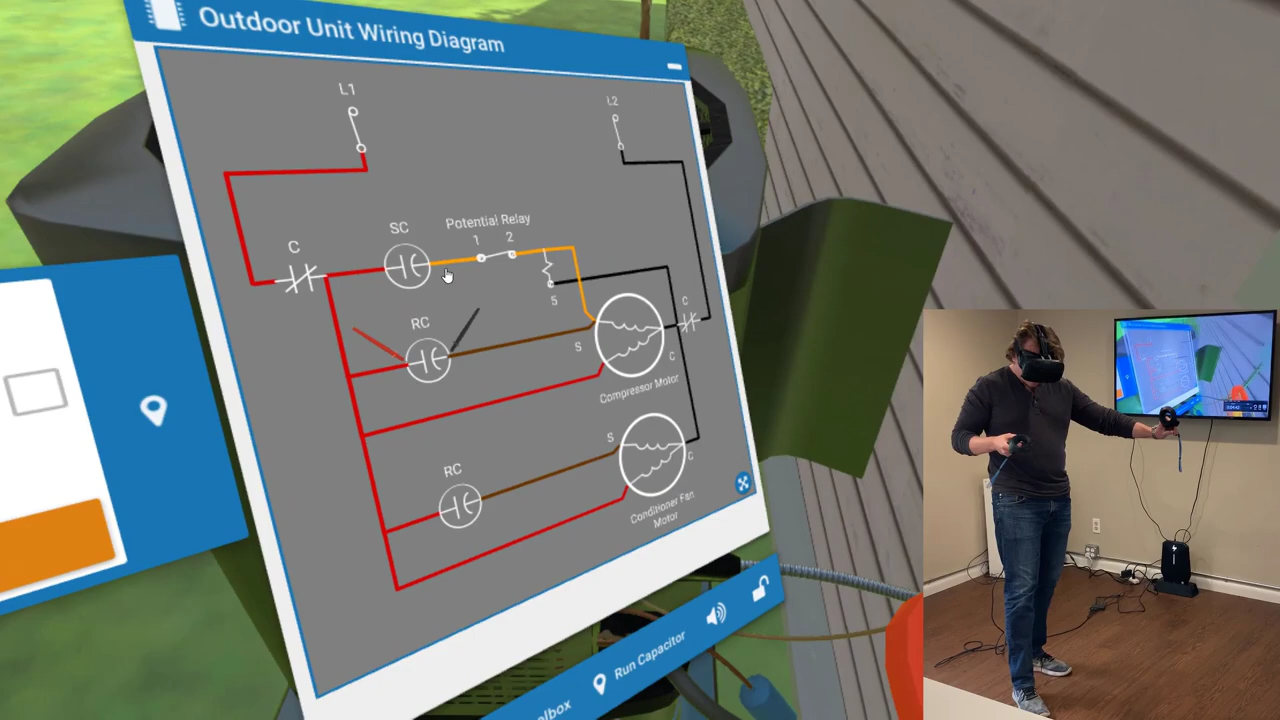 Outdoor Unit Wiring Diagram
L1
L2
SC
Potential Relay
1
2
C
5
C
RC
S
C
Compressor Motor
S
C
RC
Conditioner Fan
Motor
Run Capacitor
elbox